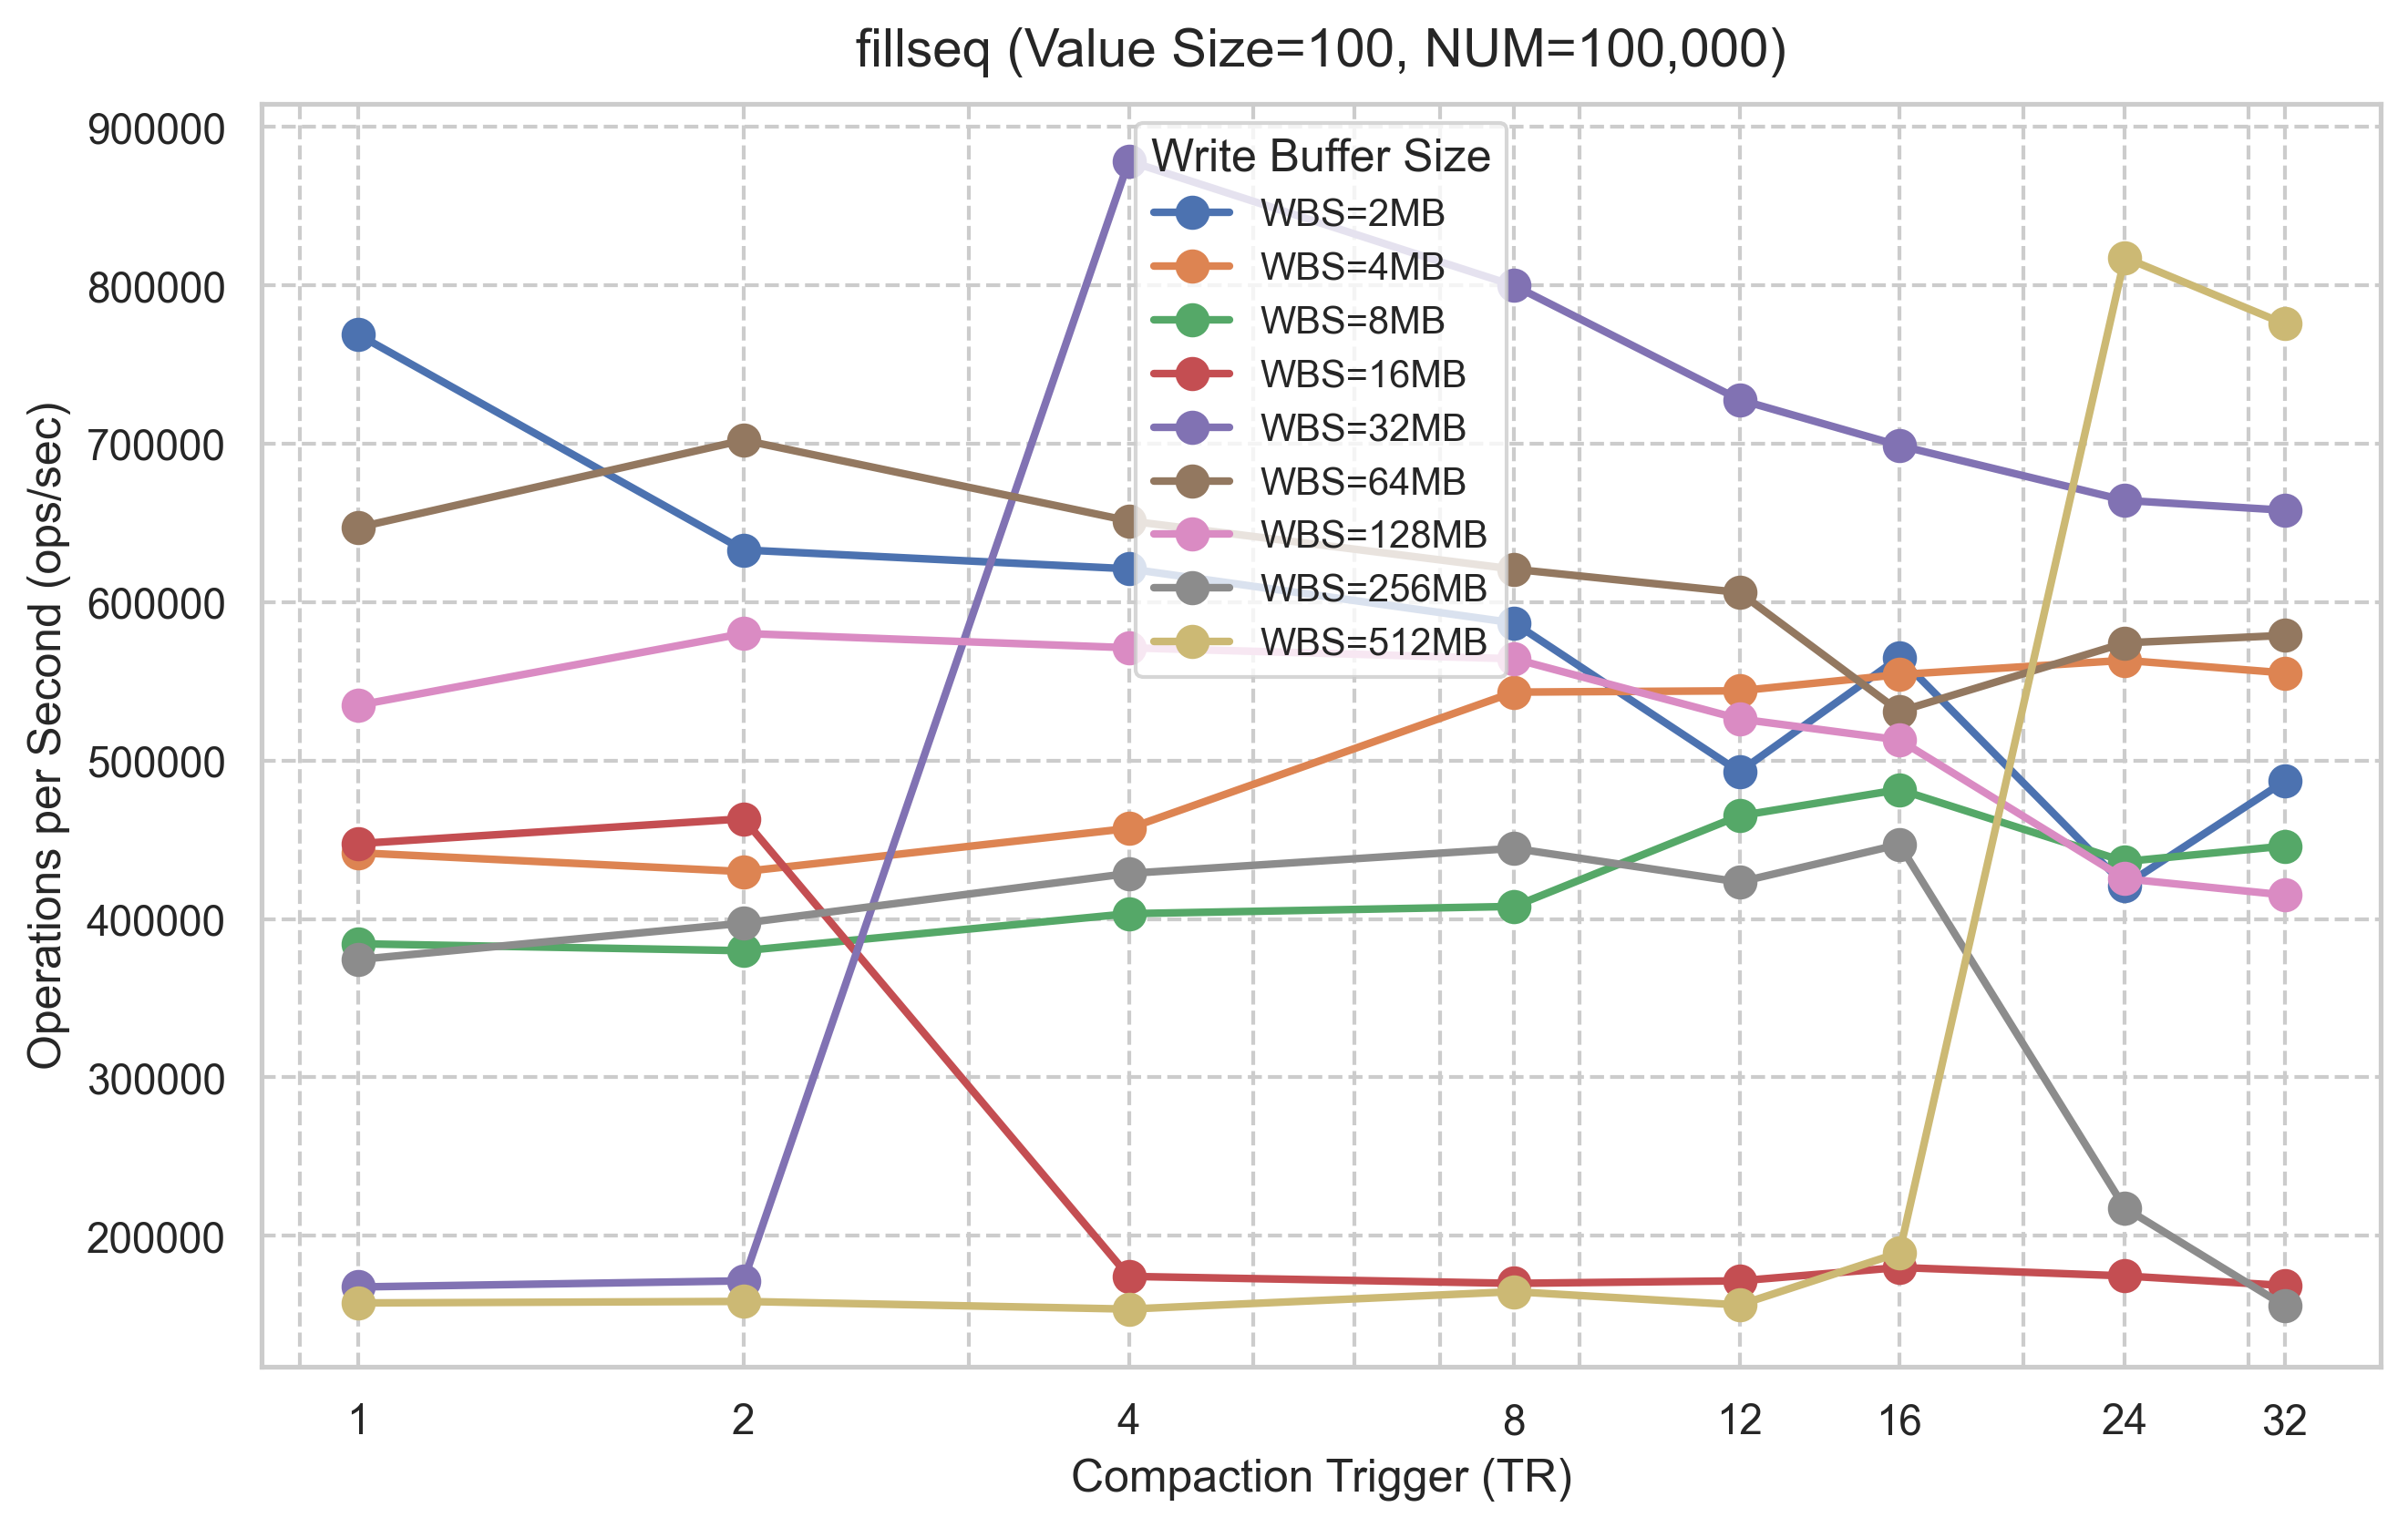 fillseq (Value Size=100, NUM=100,000)
Operations per Second (ops/sec)
900000
800000
700000
600000
500000
400000
300000
200000
Write Buffer Size
WBS=2MB
WBS=4MB
WBS=8MB
WBS=16MB
WBS=32MB
WBS=64MB
WBS=128MB
WBS=256MB
WBS=512MB
1 2 4 8 12 16 24 32
Compaction Trigger (TR)